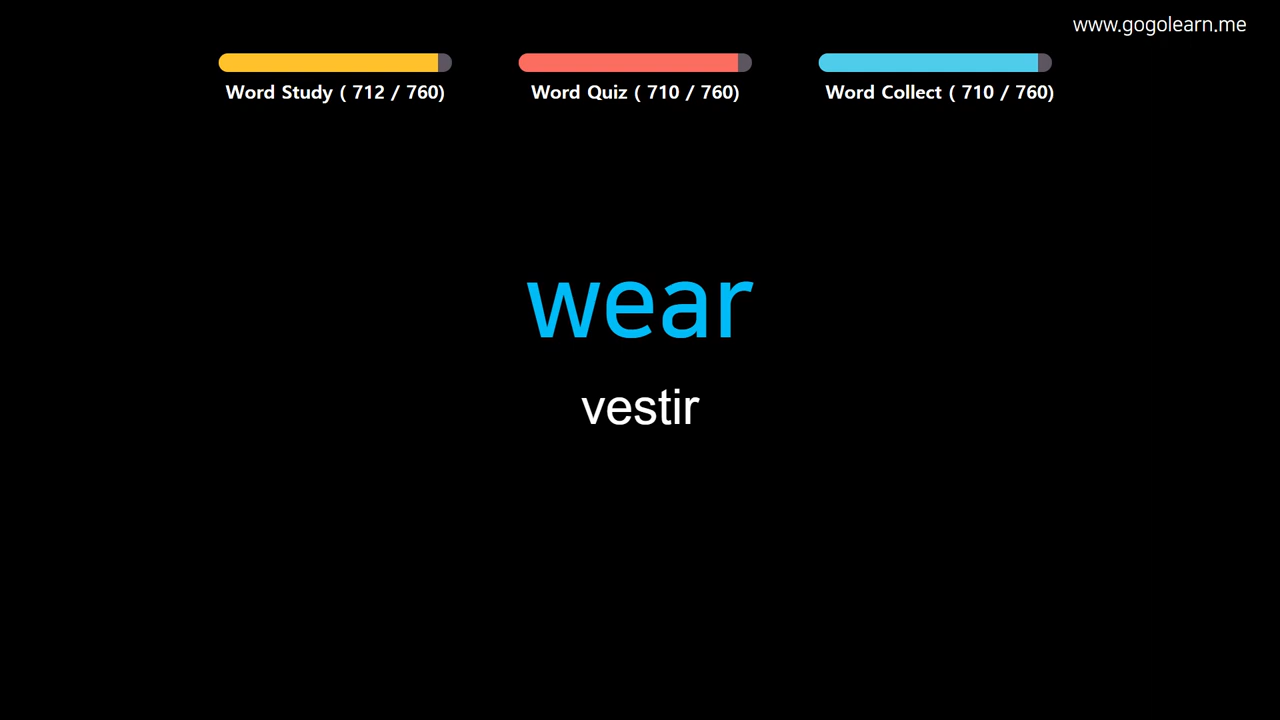 www.gogolearn.me
Word Study ( 712 / 760)
Word Quiz ( 710 / 760)
Word Collect ( 710 / 760)
wear
vestir